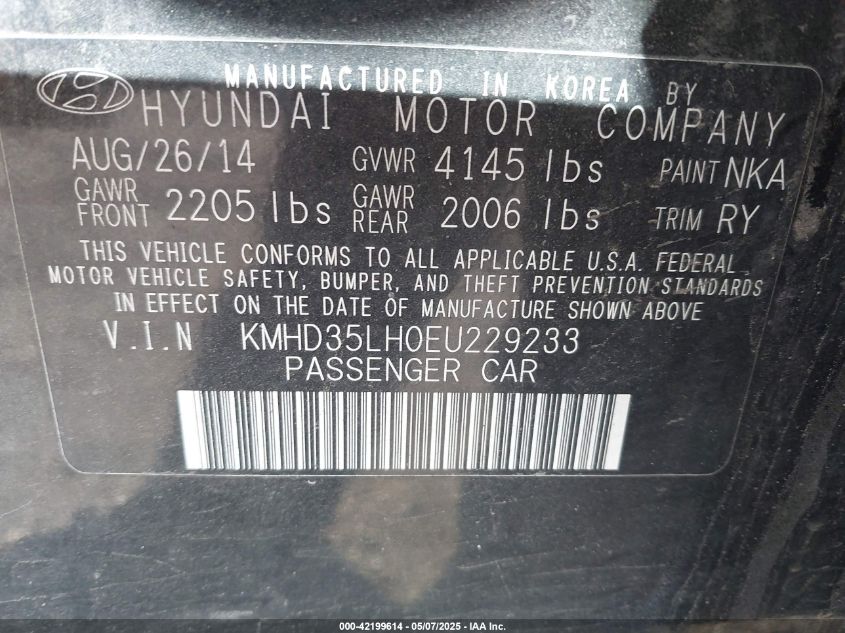 MANUFACTURED IN KOREA BY
HYUNDAI MOTOR COMPANY
AUG/26/14 GVWR 4145 lbs PAINT NKA
GAWR FRONT 2205 lbs GAWR REAR 2006 lbs TRIM RY
THIS VEHICLE CONFORMS TO ALL APPLICABLE U.S.A. FEDERAL
MOTOR VEHICLE SAFETY, BUMPER, AND THEFT PREVENTION STANDARDS
IN EFFECT ON THE DATE OF MANUFACTURE SHOWN ABOVE
V.I.N KMHD35LH0EU229233
PASSENGER CAR
000-42199614 - 05/07/2025 - IAA Inc.